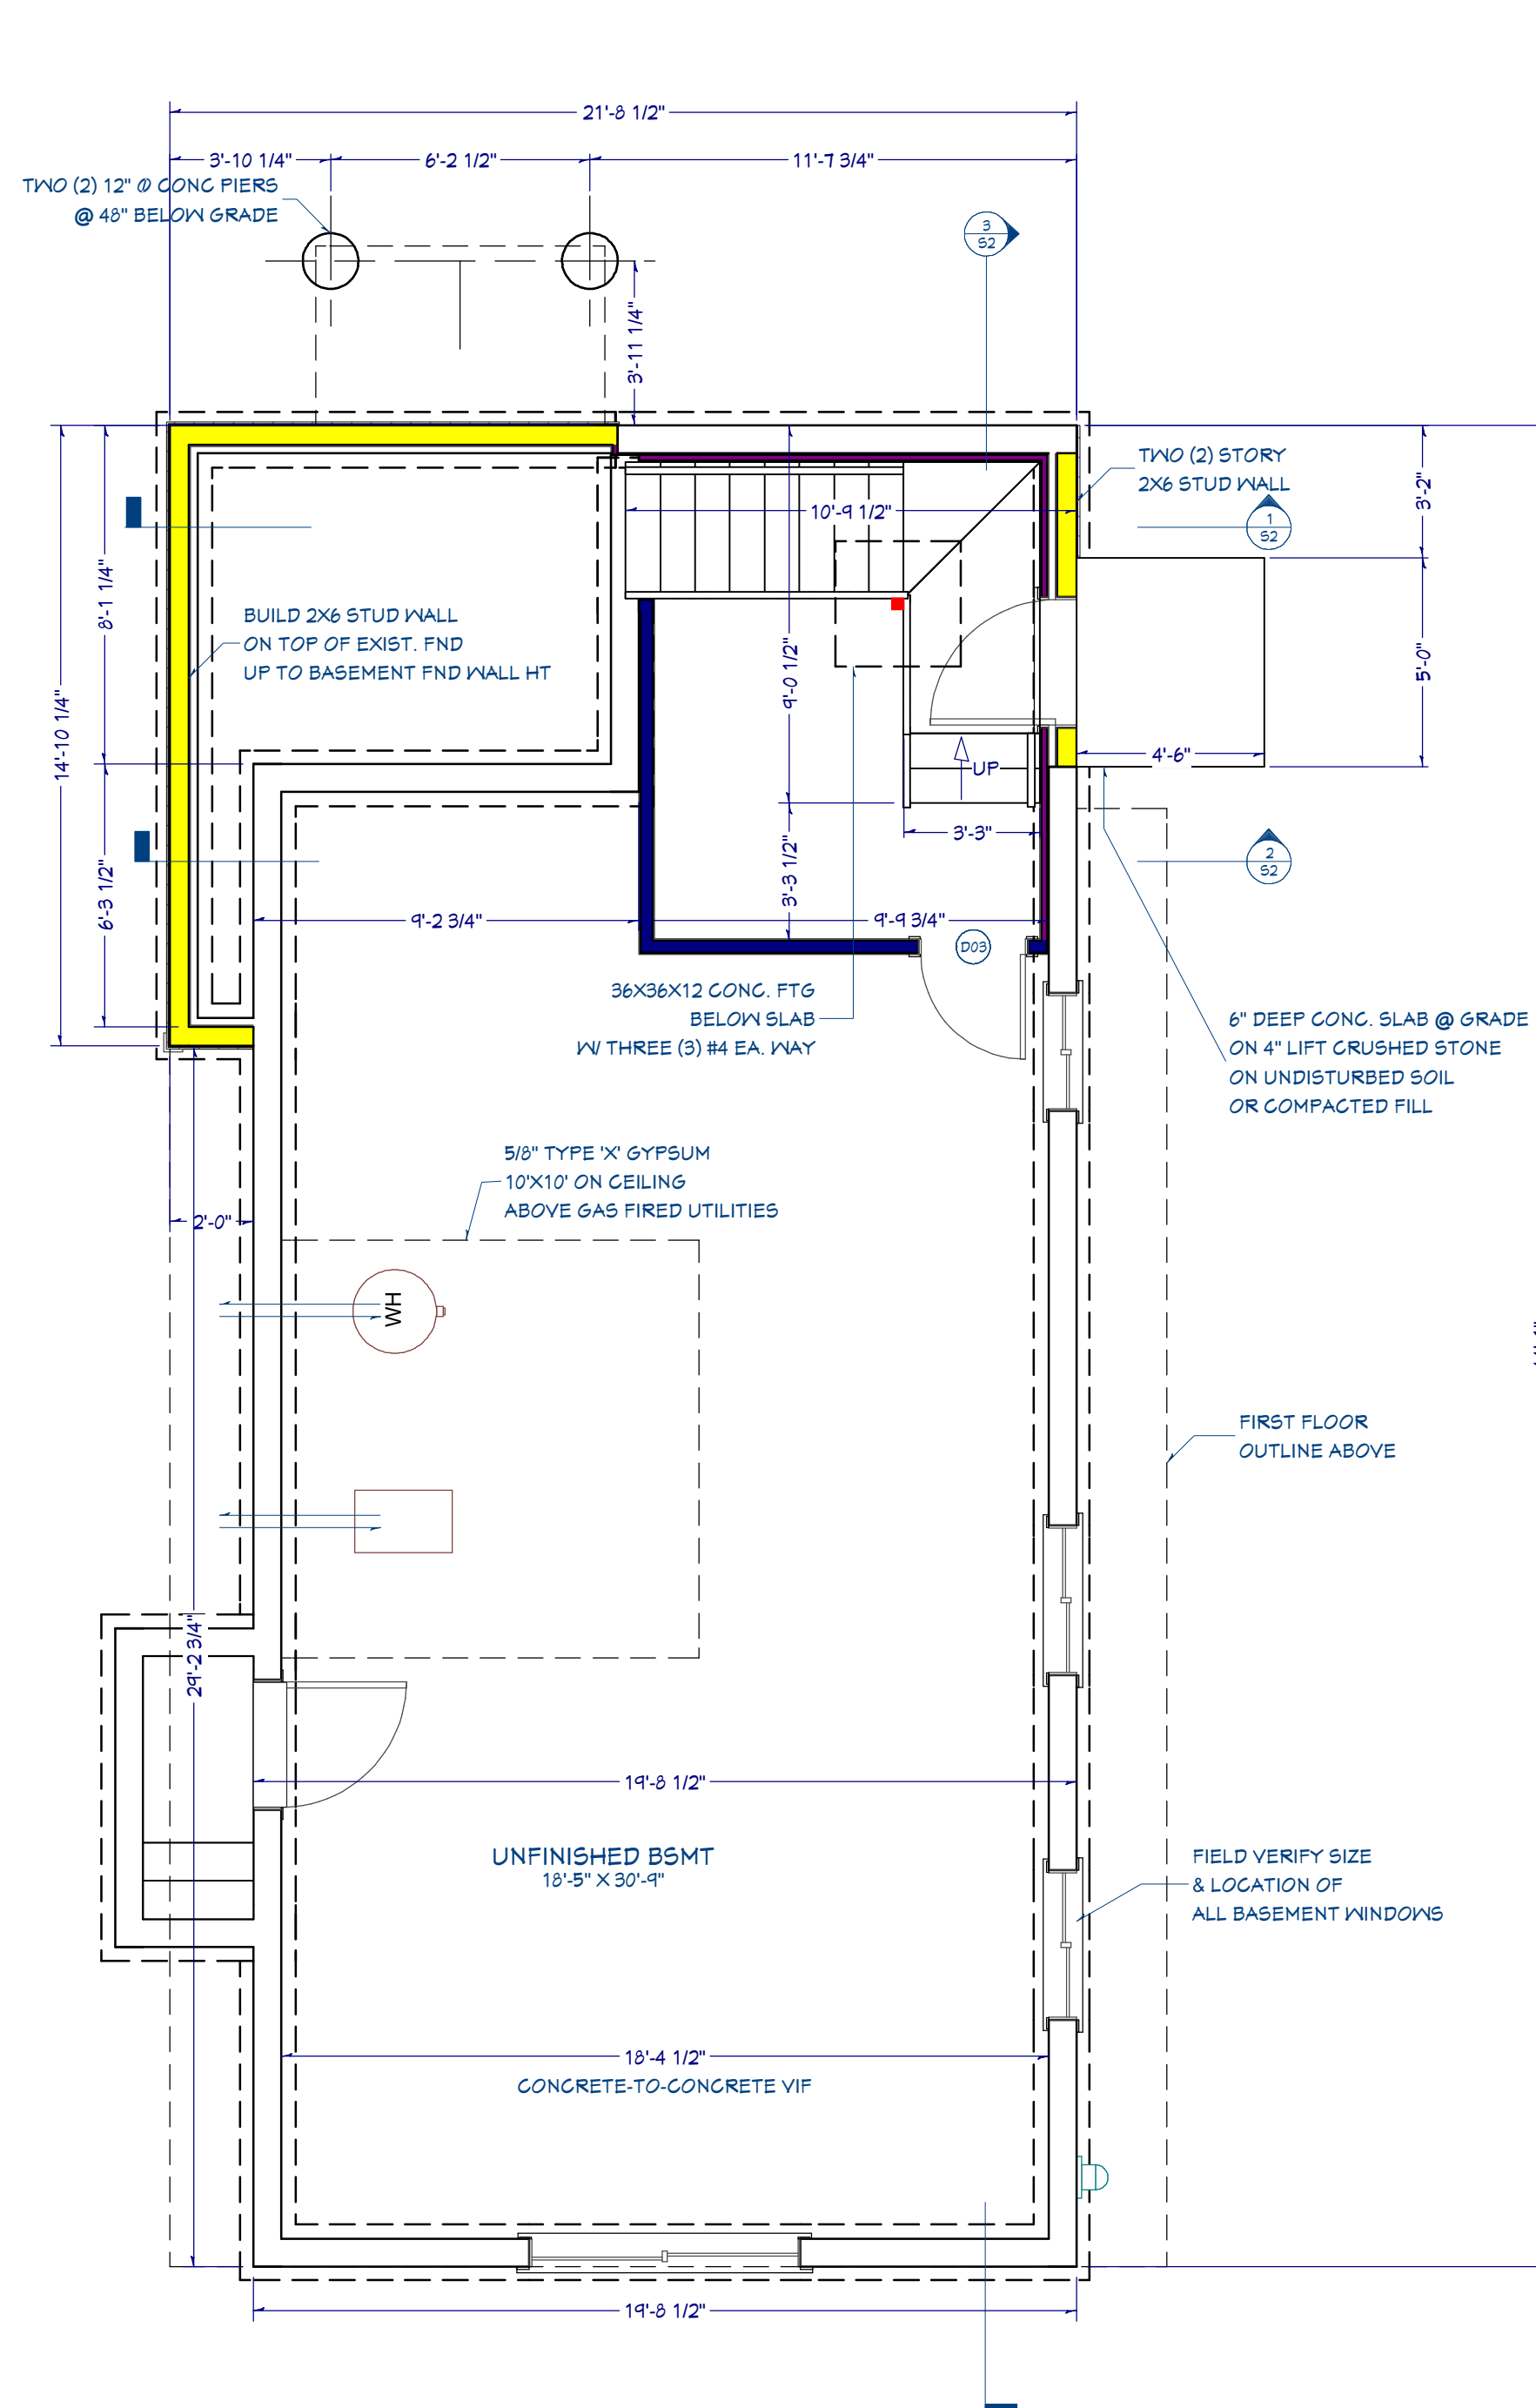 21'-8 1/2"
3'-10 1/4"
6'-2 1/2"
11'-7 3/4"
TWO (2) 12" Ø CONC PIERS
@ 48" BELOW GRADE
3
S2
3'-11 1/4"
TWO (2) STORY
2X6 STUD WALL
3'-2"
1
S2
10'-9 1/2"
8'-1 1/4"
BUILD 2X6 STUD WALL
ON TOP OF EXIST. FND
UP TO BASEMENT FND WALL HT
9'-0 1/2"
5'-0"
14'-10 1/4"
4'-6"
UP
3'-3"
2
S2
6'-3 1/2"
3'-3 1/2"
9'-2 3/4"
9'-9 3/4"
D03
36X36X12 CONC. FTG
BELOW SLAB
W/ THREE (3) #4 EA. WAY
6" DEEP CONC. SLAB @ GRADE
ON 4" LIFT CRUSHED STONE
ON UNDISTURBED SOIL
OR COMPACTED FILL
5/8" TYPE 'X' GYPSUM
10'X10' ON CEILING
ABOVE GAS FIRED UTILITIES
2'-0"
WH
FIRST FLOOR
OUTLINE ABOVE
29'-2 3/4"
19'-8 1/2"
UNFINISHED BSMT
18'-5" X 30'-9"
FIELD VERIFY SIZE
& LOCATION OF
ALL BASEMENT WINDOWS
18'-4 1/2"
CONCRETE-TO-CONCRETE VIF
19'-8 1/2"